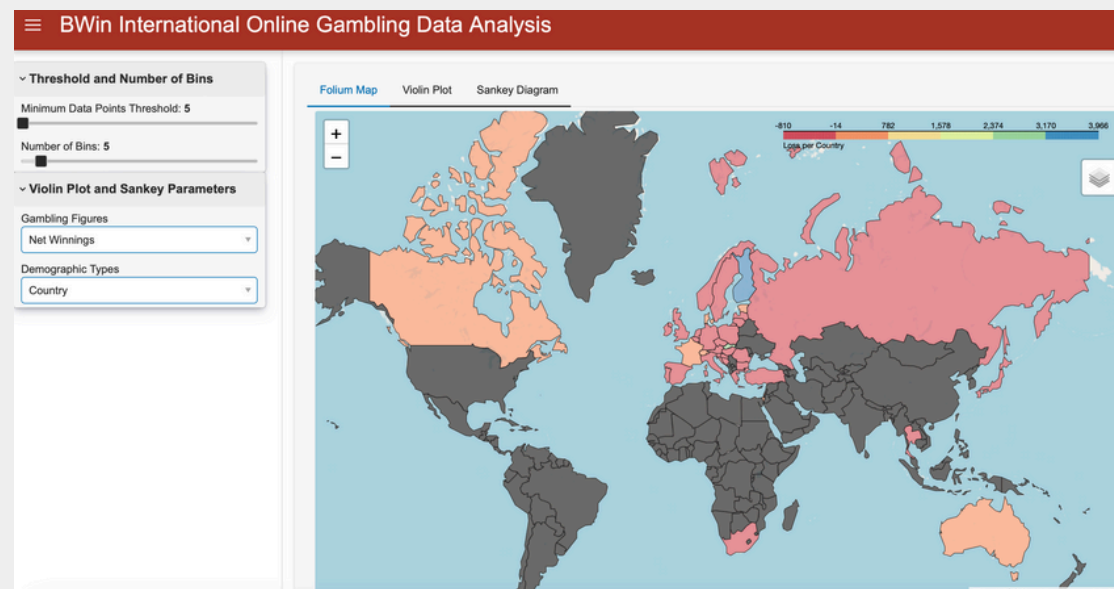 BWin International Online Gambling Data Analysis
Threshold and Number of Bins
Minimum Data Points Threshold: 5
Number of Bins: 5
Violin Plot and Sankey Parameters
Gambling Figures
Net Winnings
Demographic Types
Country
Folium Map Violin Plot Sankey Diagram
+
−
-810 -14 782 1,578 2,374 3,170 3,966
Loss per Country